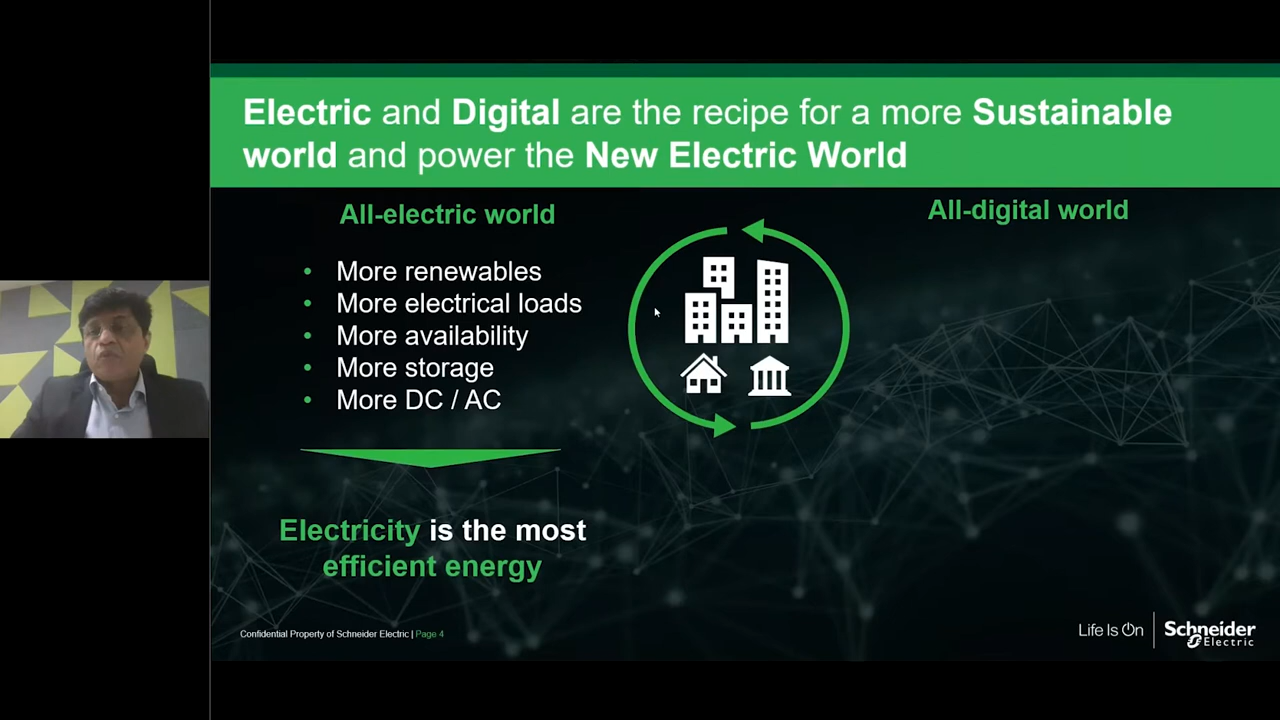 Electric and Digital are the recipe for a more Sustainable
world and power the New Electric World
All-electric world
• More renewables
• More electrical loads
• More availability
• More storage
• More DC / AC
Electricity is the most
efficient energy
All-digital world
Confidential Property of Schneider Electric | Page 4
Life Is On
Schneider
Electric